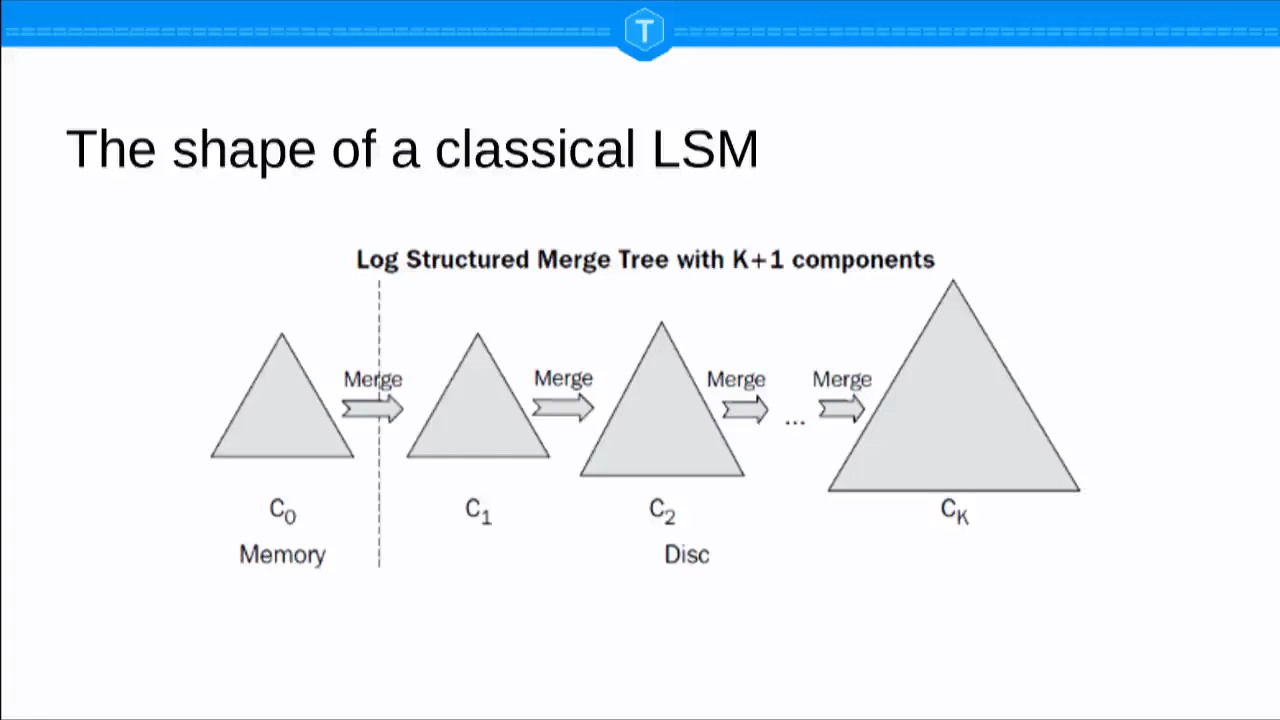 T
The shape of a classical LSM
Log Structured Merge Tree with K+1 components
Merge Merge Merge ... Merge
C0 C1 C2 CK
Memory Disc